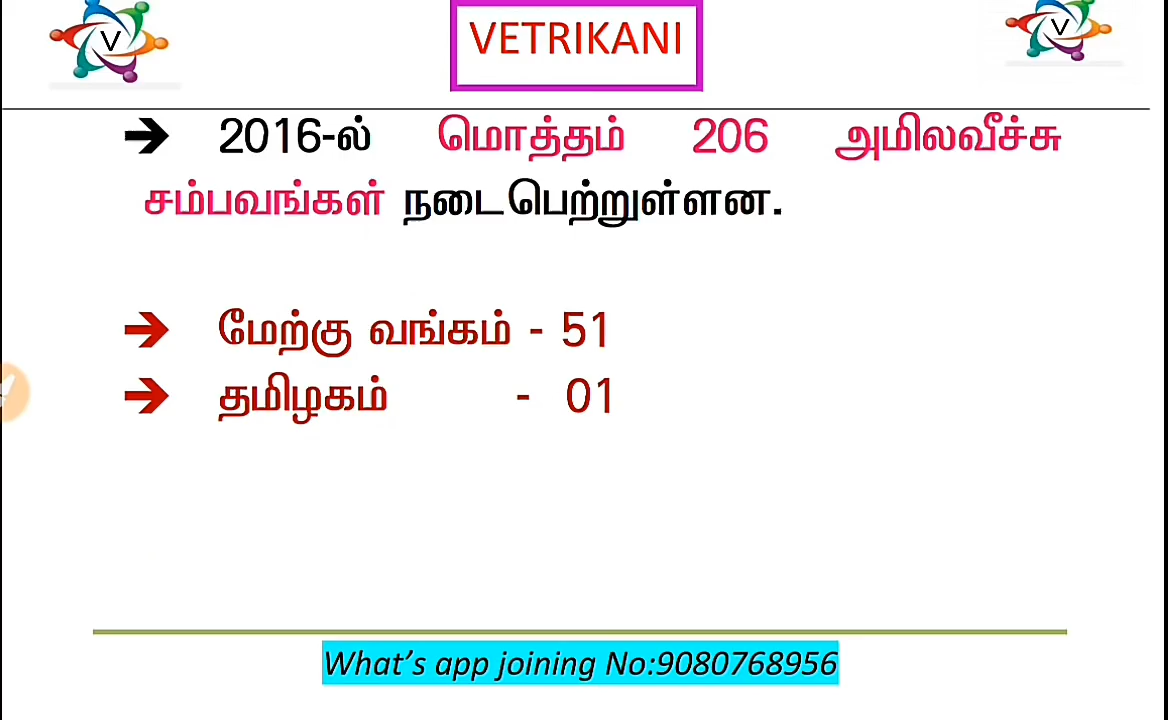 V VETRIKANI V
➔ 2016-ல் மொத்தம் 206 அமிலவீச்சு
சம்பவங்கள் நடைபெற்றுள்ளன.
➔ மேற்கு வங்கம் - 51
➔ தமிழகம் - 01
What's app joining No:9080768956